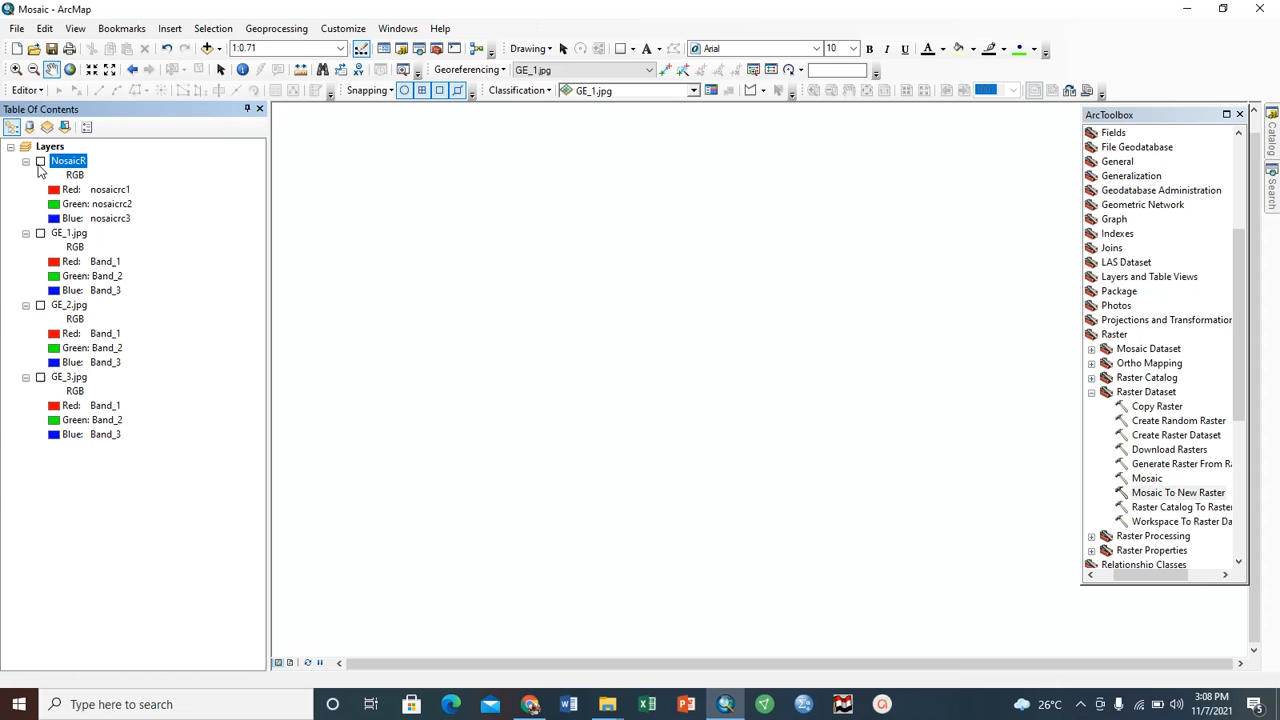 Mosaic - ArcMap
File Edit View Bookmarks Insert Selection Geoprocessing Customize Windows Help
1:0.71 Drawing Arial 10 B I U A
Georeferencing GE_1.jpg
Editor Snapping Classification GE_1.jpg
Table Of Contents
Layers
NosaicR
RGB
Red: nosaicrc1
Green: nosaicrc2
Blue: nosaicrc3
GE_1.jpg
RGB
Red: Band_1
Green: Band_2
Blue: Band_3
GE_2.jpg
RGB
Red: Band_1
Green: Band_2
Blue: Band_3
GE_3.jpg
RGB
Red: Band_1
Green: Band_2
Blue: Band_3
ArcToolbox
Fields
File Geodatabase
General
Generalization
Geodatabase Administration
Geometric Network
Graph
Indexes
Joins
LAS Dataset
Layers and Table Views
Package
Photos
Projections and Transformation
Raster
Mosaic Dataset
Ortho Mapping
Raster Catalog
Raster Dataset
Copy Raster
Create Random Raster
Create Raster Dataset
Download Rasters
Generate Raster From Ra
Mosaic
Mosaic To New Raster
Raster Catalog To Raster
Workspace To Raster Da
Raster Processing
Raster Properties
Relationship Classes
Catalog
Search
Type here to search
26°C
3:08 PM
11/7/2021
5